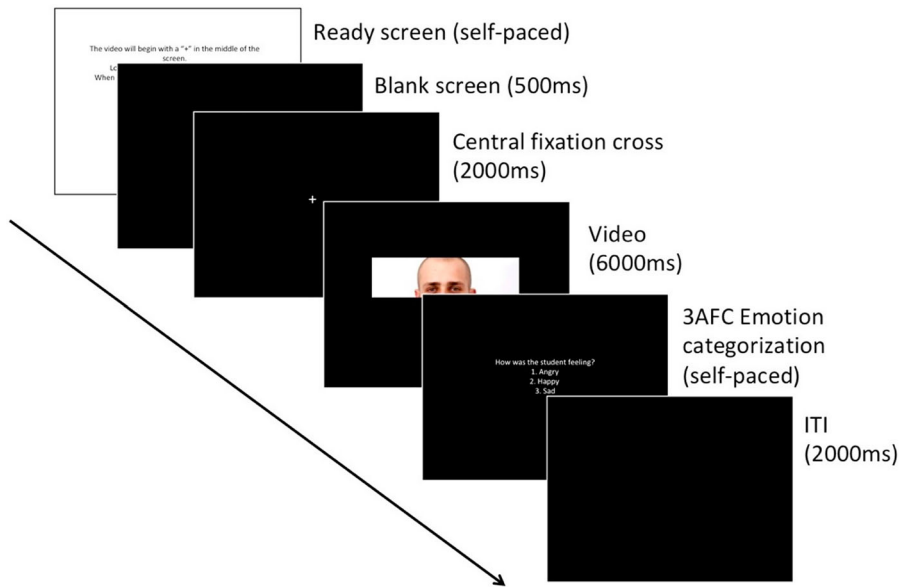 The video will begin with a "+" in the middle of the
screen.
When
Ready screen (self-paced)
Blank screen (500ms)
Central fixation cross
(2000ms)
+
Video
(6000ms)
How was the student feeling?
1. Angry
2. Happy
3. Sad
3AFC Emotion
categorization
(self-paced)
ITI
(2000ms)